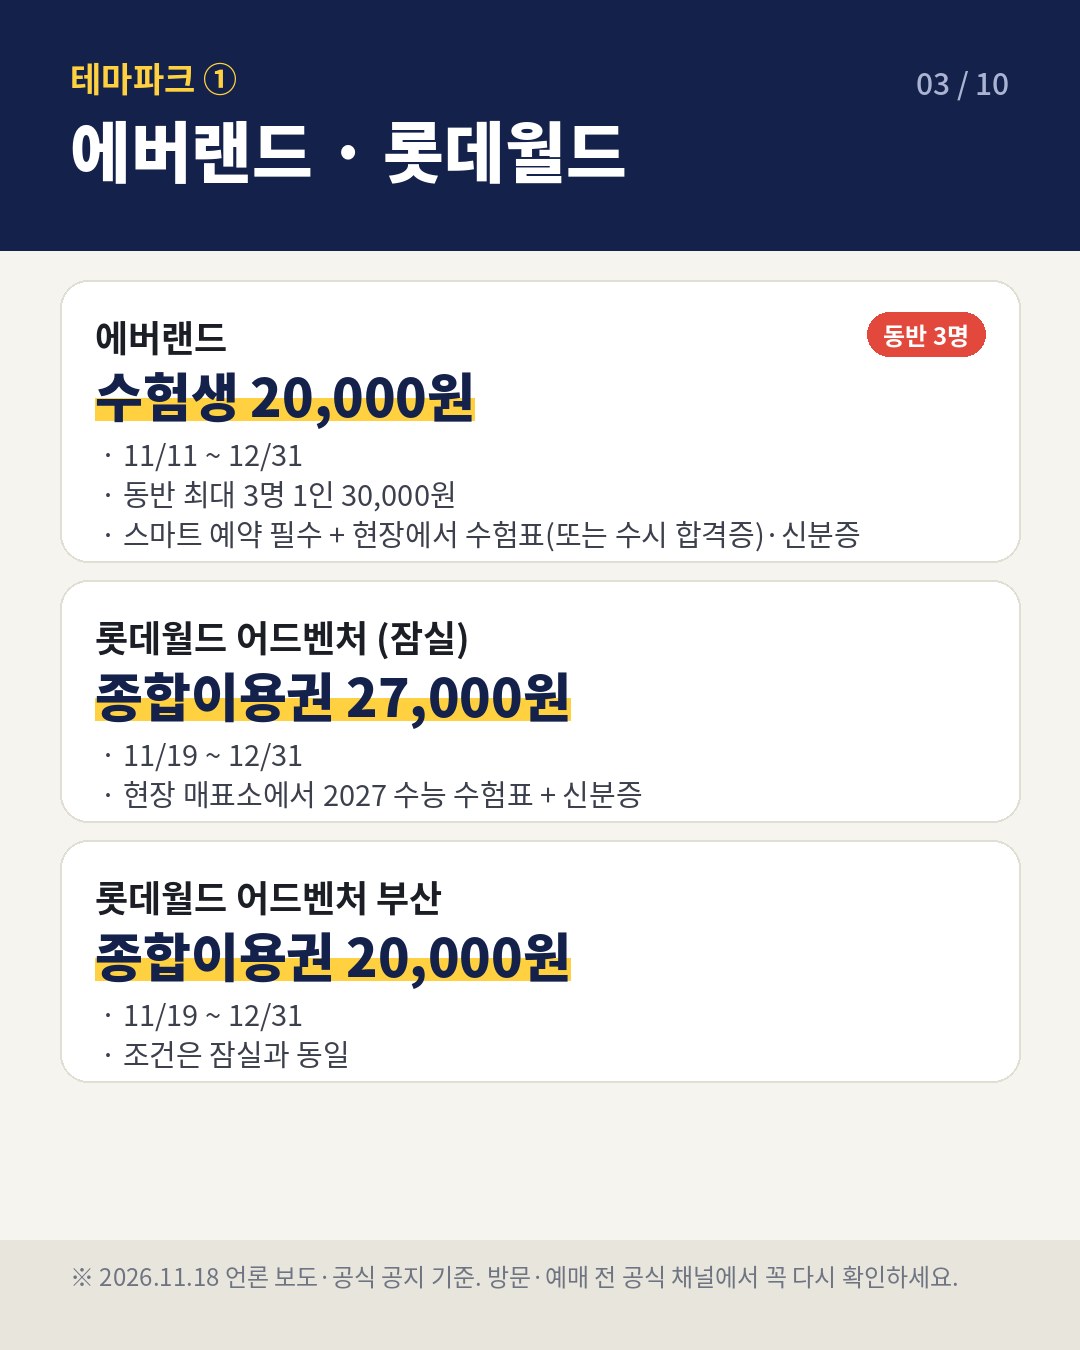 테마파크 ①
03 / 10
에버랜드 · 롯데월드
에버랜드
동반 3명
수험생 20,000원
· 11/11 ~ 12/31
· 동반 최대 3명 1인 30,000원
· 스마트 예약 필수 + 현장에서 수험표(또는 수시 합격증)·신분증
롯데월드 어드벤처 (잠실)
종합이용권 27,000원
· 11/19 ~ 12/31
· 현장 매표소에서 2027 수능 수험표 + 신분증
롯데월드 어드벤처 부산
종합이용권 20,000원
· 11/19 ~ 12/31
· 조건은 잠실과 동일
※ 2026.11.18 언론 보도·공식 공지 기준. 방문·예매 전 공식 채널에서 꼭 다시 확인하세요.